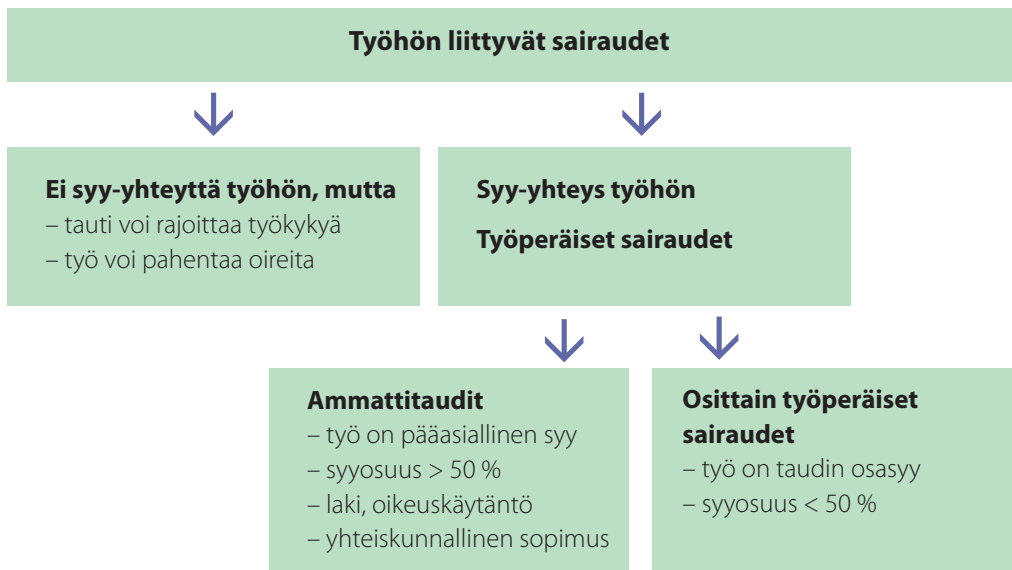 Työhön liittyvät sairaudet
Ei syy-yhteyttä työhön, mutta
– tauti voi rajoittaa työkykyä
– työ voi pahentaa oireita
Syy-yhteys työhön
Työperäiset sairaudet
Ammattitaudit
– työ on pääasiallinen syy
– syyosuus > 50 %
– laki, oikeuskäytäntö
– yhteiskunnallinen sopimus
Osittain työperäiset
sairaudet
– työ on taudin osasyy
– syyosuus < 50 %